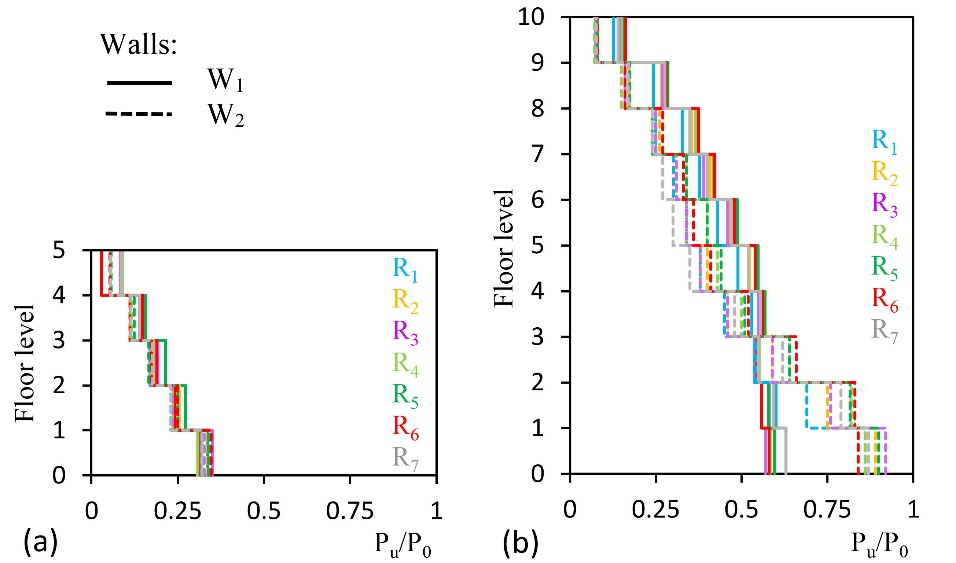 Walls:
W₁
W₂
5
4
3
2
1
0
Floor level
R₁
R₂
R₃
R₄
R₅
R₆
R₇
0 0.25 0.5 0.75 1
(a)
Pᵤ/P₀
10
9
8
7
6
5
4
3
2
1
0
Floor level
R₁
R₂
R₃
R₄
R₅
R₆
R₇
0 0.25 0.5 0.75 1
(b)
Pᵤ/P₀